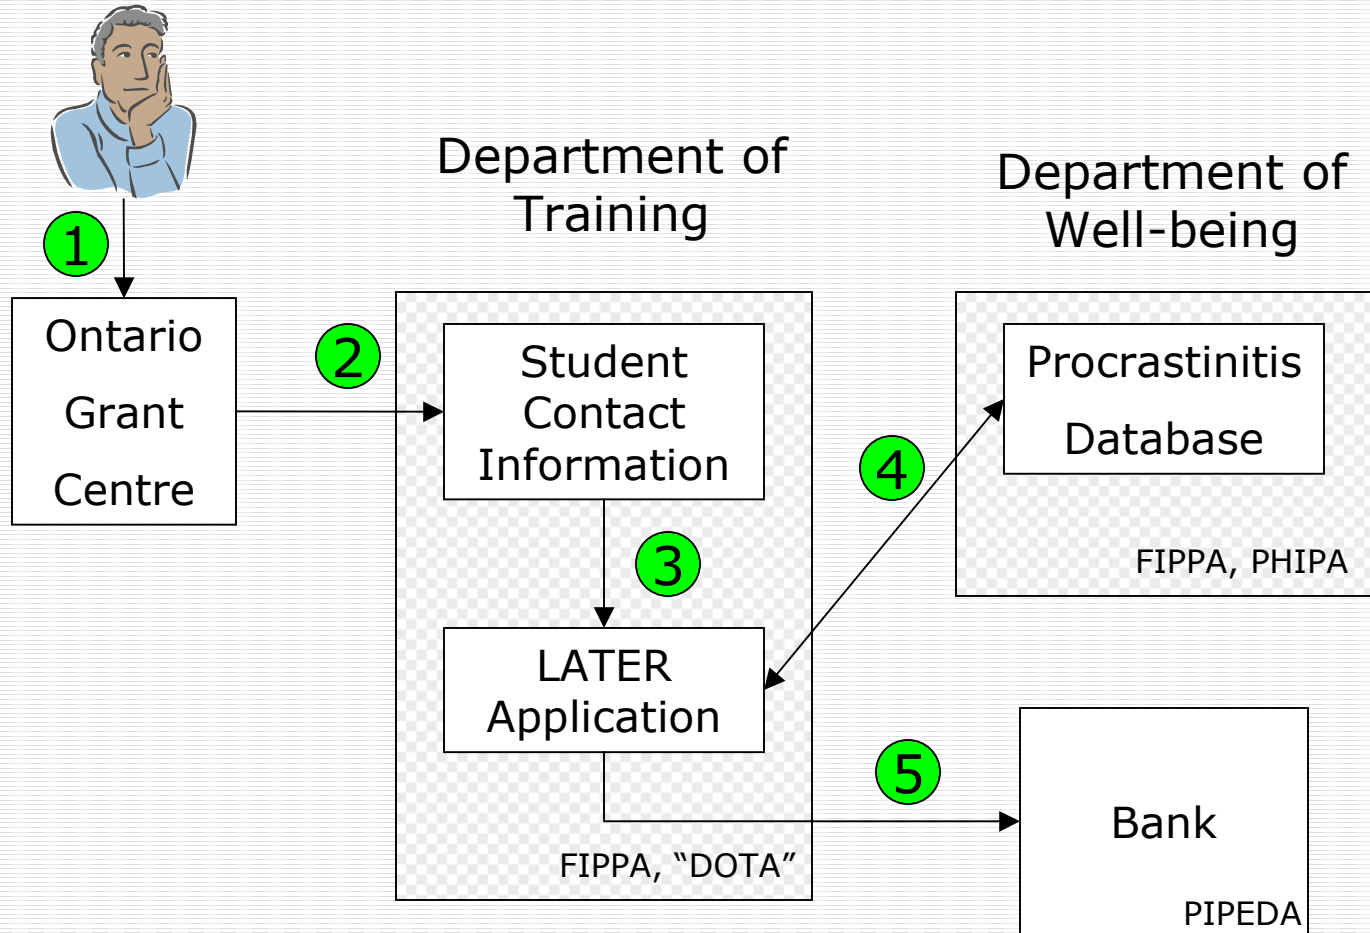 Department of
Training
Department of
Well-being
1
Ontario
Grant
Centre
2
Student
Contact
Information
3
LATER
Application
FIPPA, “DOTA”
4
Procrastinitis
Database
FIPPA, PHIPA
5
Bank
PIPEDA